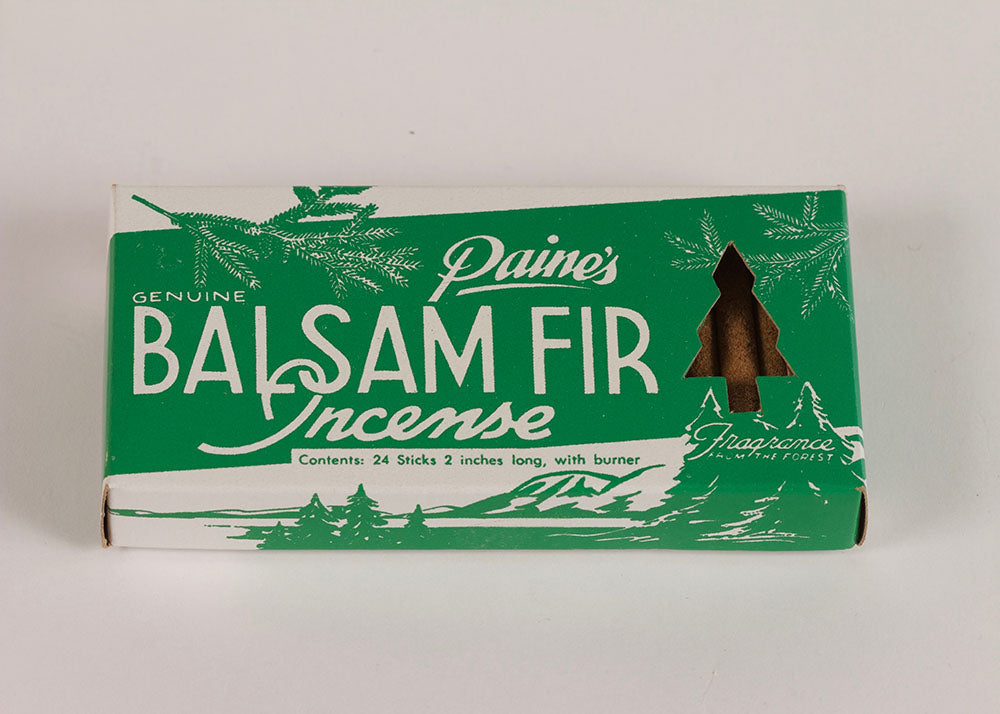 Paine's
GENUINE
BALSAM FIR
Incense
Contents: 24 Sticks 2 inches long, with burner
Fragrance
FROM THE FOREST